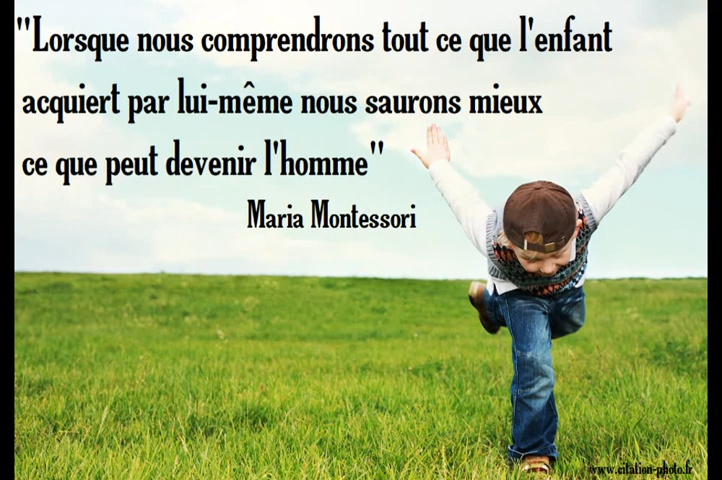 "Lorsque nous comprendrons tout ce que l'enfant
acquiert par lui-même nous saurons mieux
ce que peut devenir l'homme"
Maria Montessori
www.citation-photo.fr